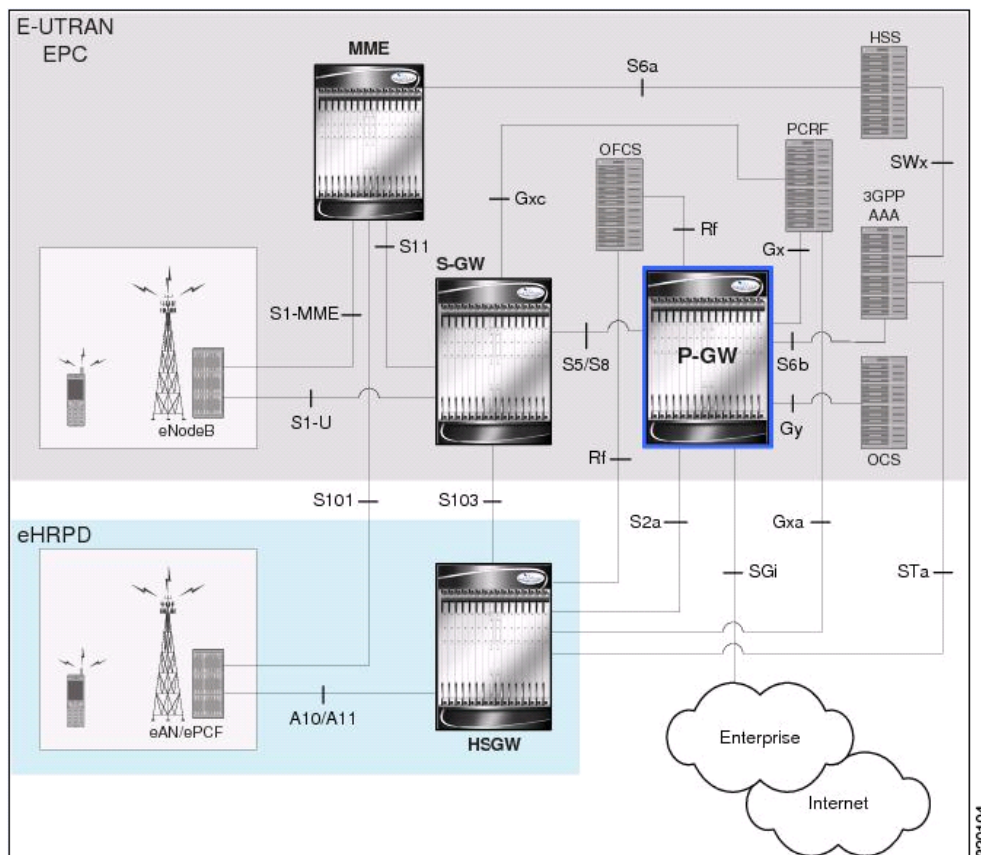 E-UTRAN
EPC
MME
HSS
S6a
PCRF
OFCS
SWx
Gxc
3GPP
AAA
Rf
Gx
S11
S-GW
S1-MME
P-GW
S5/S8
S6b
S1-U
eNodeB
Gy
OCS
Rf
S101
S103
S2a
Gxa
eHRPD
SGi
STa
A10/A11
eAN/ePCF
HSGW
Enterprise
Internet